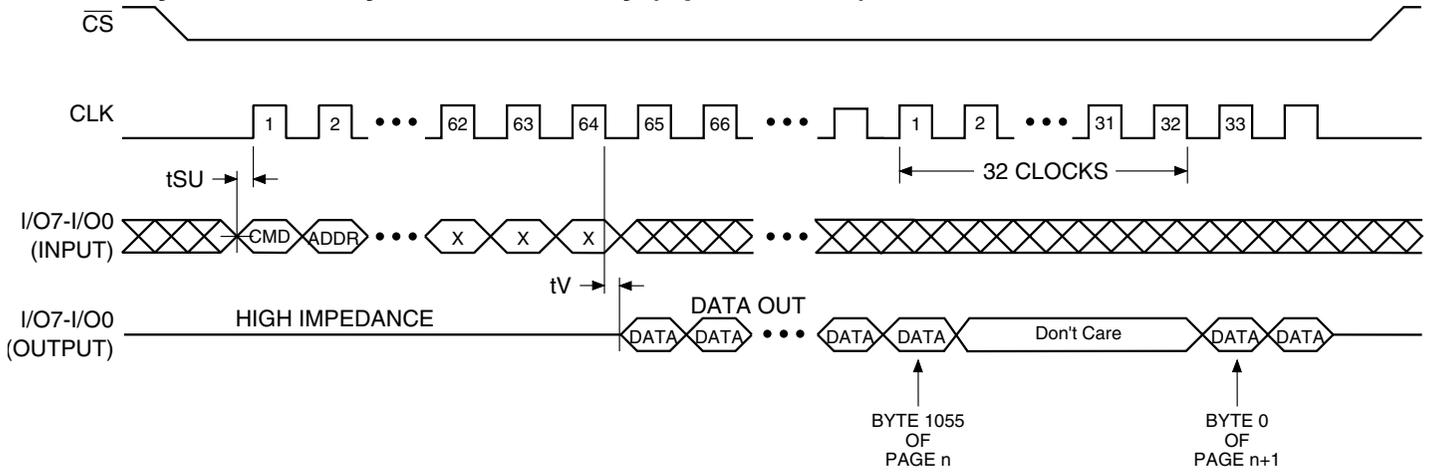 CS
CLK
1 2 ••• 62 63 64 65 66 ••• 1 2 ••• 31 32 33
tSU
32 CLOCKS
I/O7-I/O0
(INPUT)
CMD ADDR ••• X X X •••
tV
DATA OUT
I/O7-I/O0
(OUTPUT)
HIGH IMPEDANCE
DATA DATA ••• DATA DATA Don't Care DATA DATA
BYTE 1055
OF
PAGE n
BYTE 0
OF
PAGE n+1